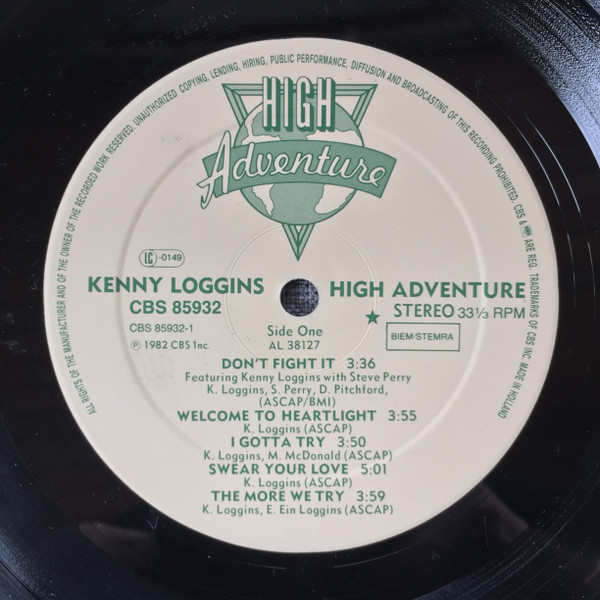 ALL RIGHTS OF THE MANUFACTURER AND OF THE OWNER OF THE RECORDED WORK RESERVED. UNAUTHORIZED COPYING, LENDING, HIRING, PUBLIC PERFORMANCE, DIFFUSION AND BROADCASTING OF THIS RECORDING PROHIBITED. CBS & ARE REG. TRADEMARKS OF CBS INC. MADE IN HOLLAND
HIGH
Adventure
LC -0149
KENNY LOGGINS
CBS 85932
CBS 85932-1
℗ 1982 CBS Inc.
Side One
AL 38127
HIGH ADVENTURE
STEREO 33⅓ RPM
BIEM/STEMRA
DON'T FIGHT IT 3:36
Featuring Kenny Loggins with Steve Perry
K. Loggins, S. Perry, D. Pitchford,
(ASCAP/BMI)
WELCOME TO HEARTLIGHT 3:55
K. Loggins (ASCAP)
I GOTTA TRY 3:50
K. Loggins, M. McDonald (ASCAP)
SWEAR YOUR LOVE 5:01
K. Loggins (ASCAP)
THE MORE WE TRY 3:59
K. Loggins, E. Ein Loggins (ASCAP)